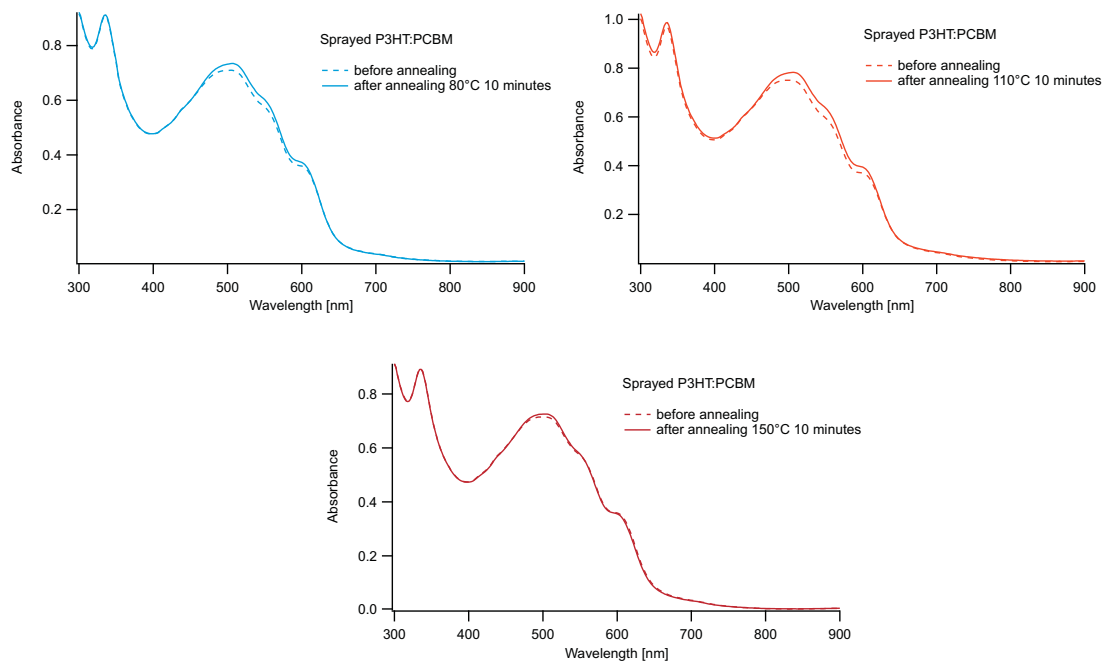 Sprayed P3HT:PCBM
before annealing
after annealing 80°C 10 minutes
Absorbance
0.8
0.6
0.4
0.2
300 400 500 600 700 800 900
Wavelength [nm]
Sprayed P3HT:PCBM
before annealing
after annealing 110°C 10 minutes
Absorbance
1.0
0.8
0.6
0.4
0.2
300 400 500 600 700 800 900
Wavelength [nm]
Sprayed P3HT:PCBM
before annealing
after annealing 150°C 10 minutes
Absorbance
0.8
0.6
0.4
0.2
0.0
300 400 500 600 700 800 900
Wavelength [nm]